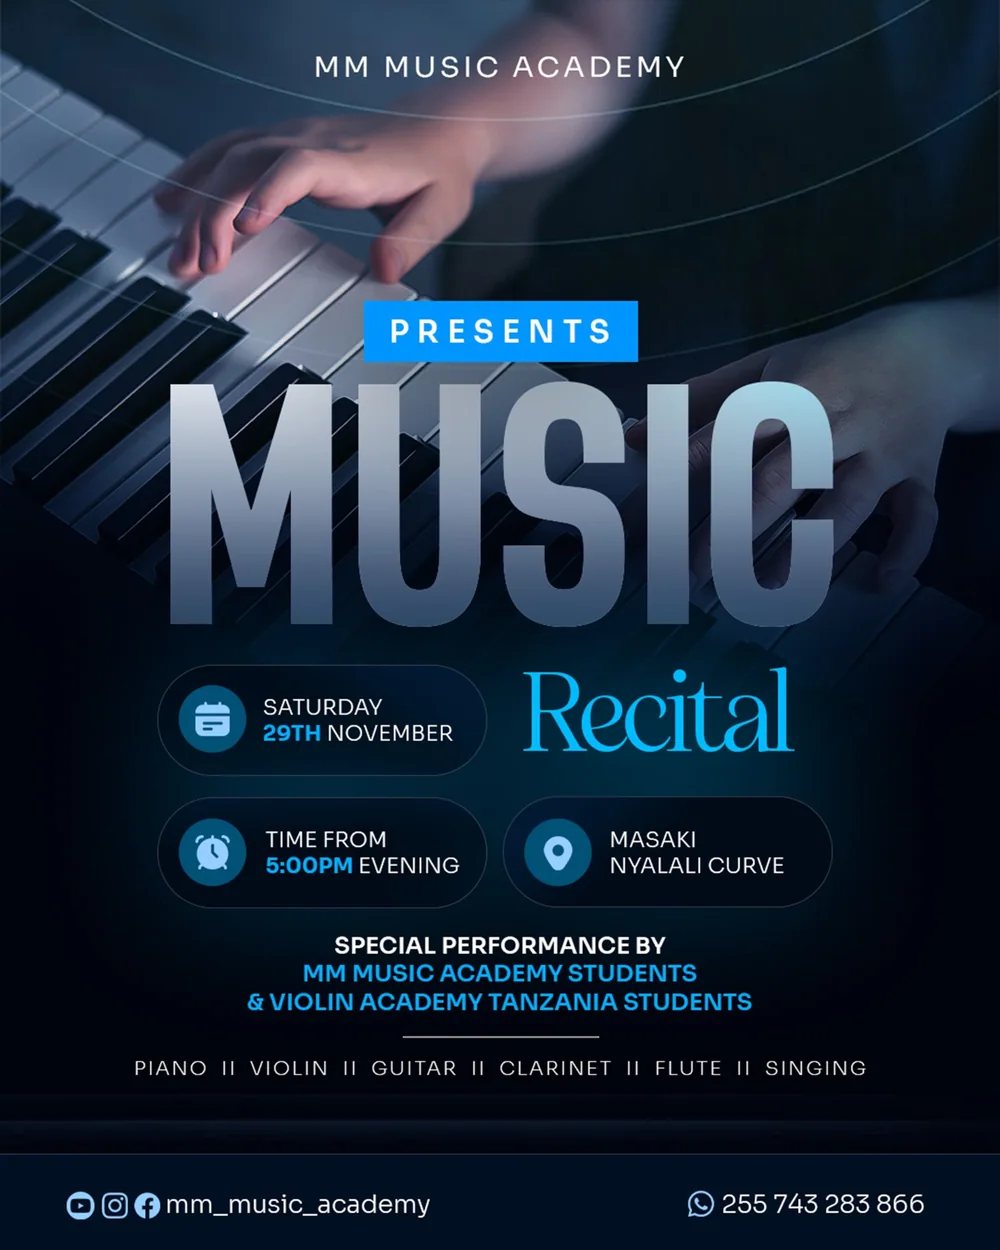 MM MUSIC ACADEMY
PRESENTS
MUSIC
Recital
SATURDAY
29TH NOVEMBER
TIME FROM
5:00PM EVENING
MASAKI
NYALALI CURVE
SPECIAL PERFORMANCE BY
MM MUSIC ACADEMY STUDENTS
& VIOLIN ACADEMY TANZANIA STUDENTS
PIANO II VIOLIN II GUITAR II CLARINET II FLUTE II SINGING
mm_music_academy
255 743 283 866